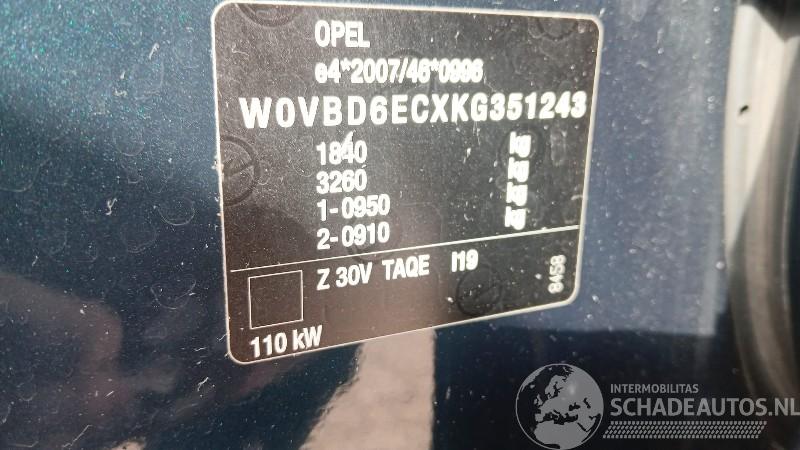 OPEL
e4*2007/46*0996
W0VBD6ECXKG351243
1840 kg
3260 kg
1-0950 kg
2-0910 kg
Z 30V TAQE I19
8458
110 kW
INTERMOBILITAS
SCHADEAUTOS.NL